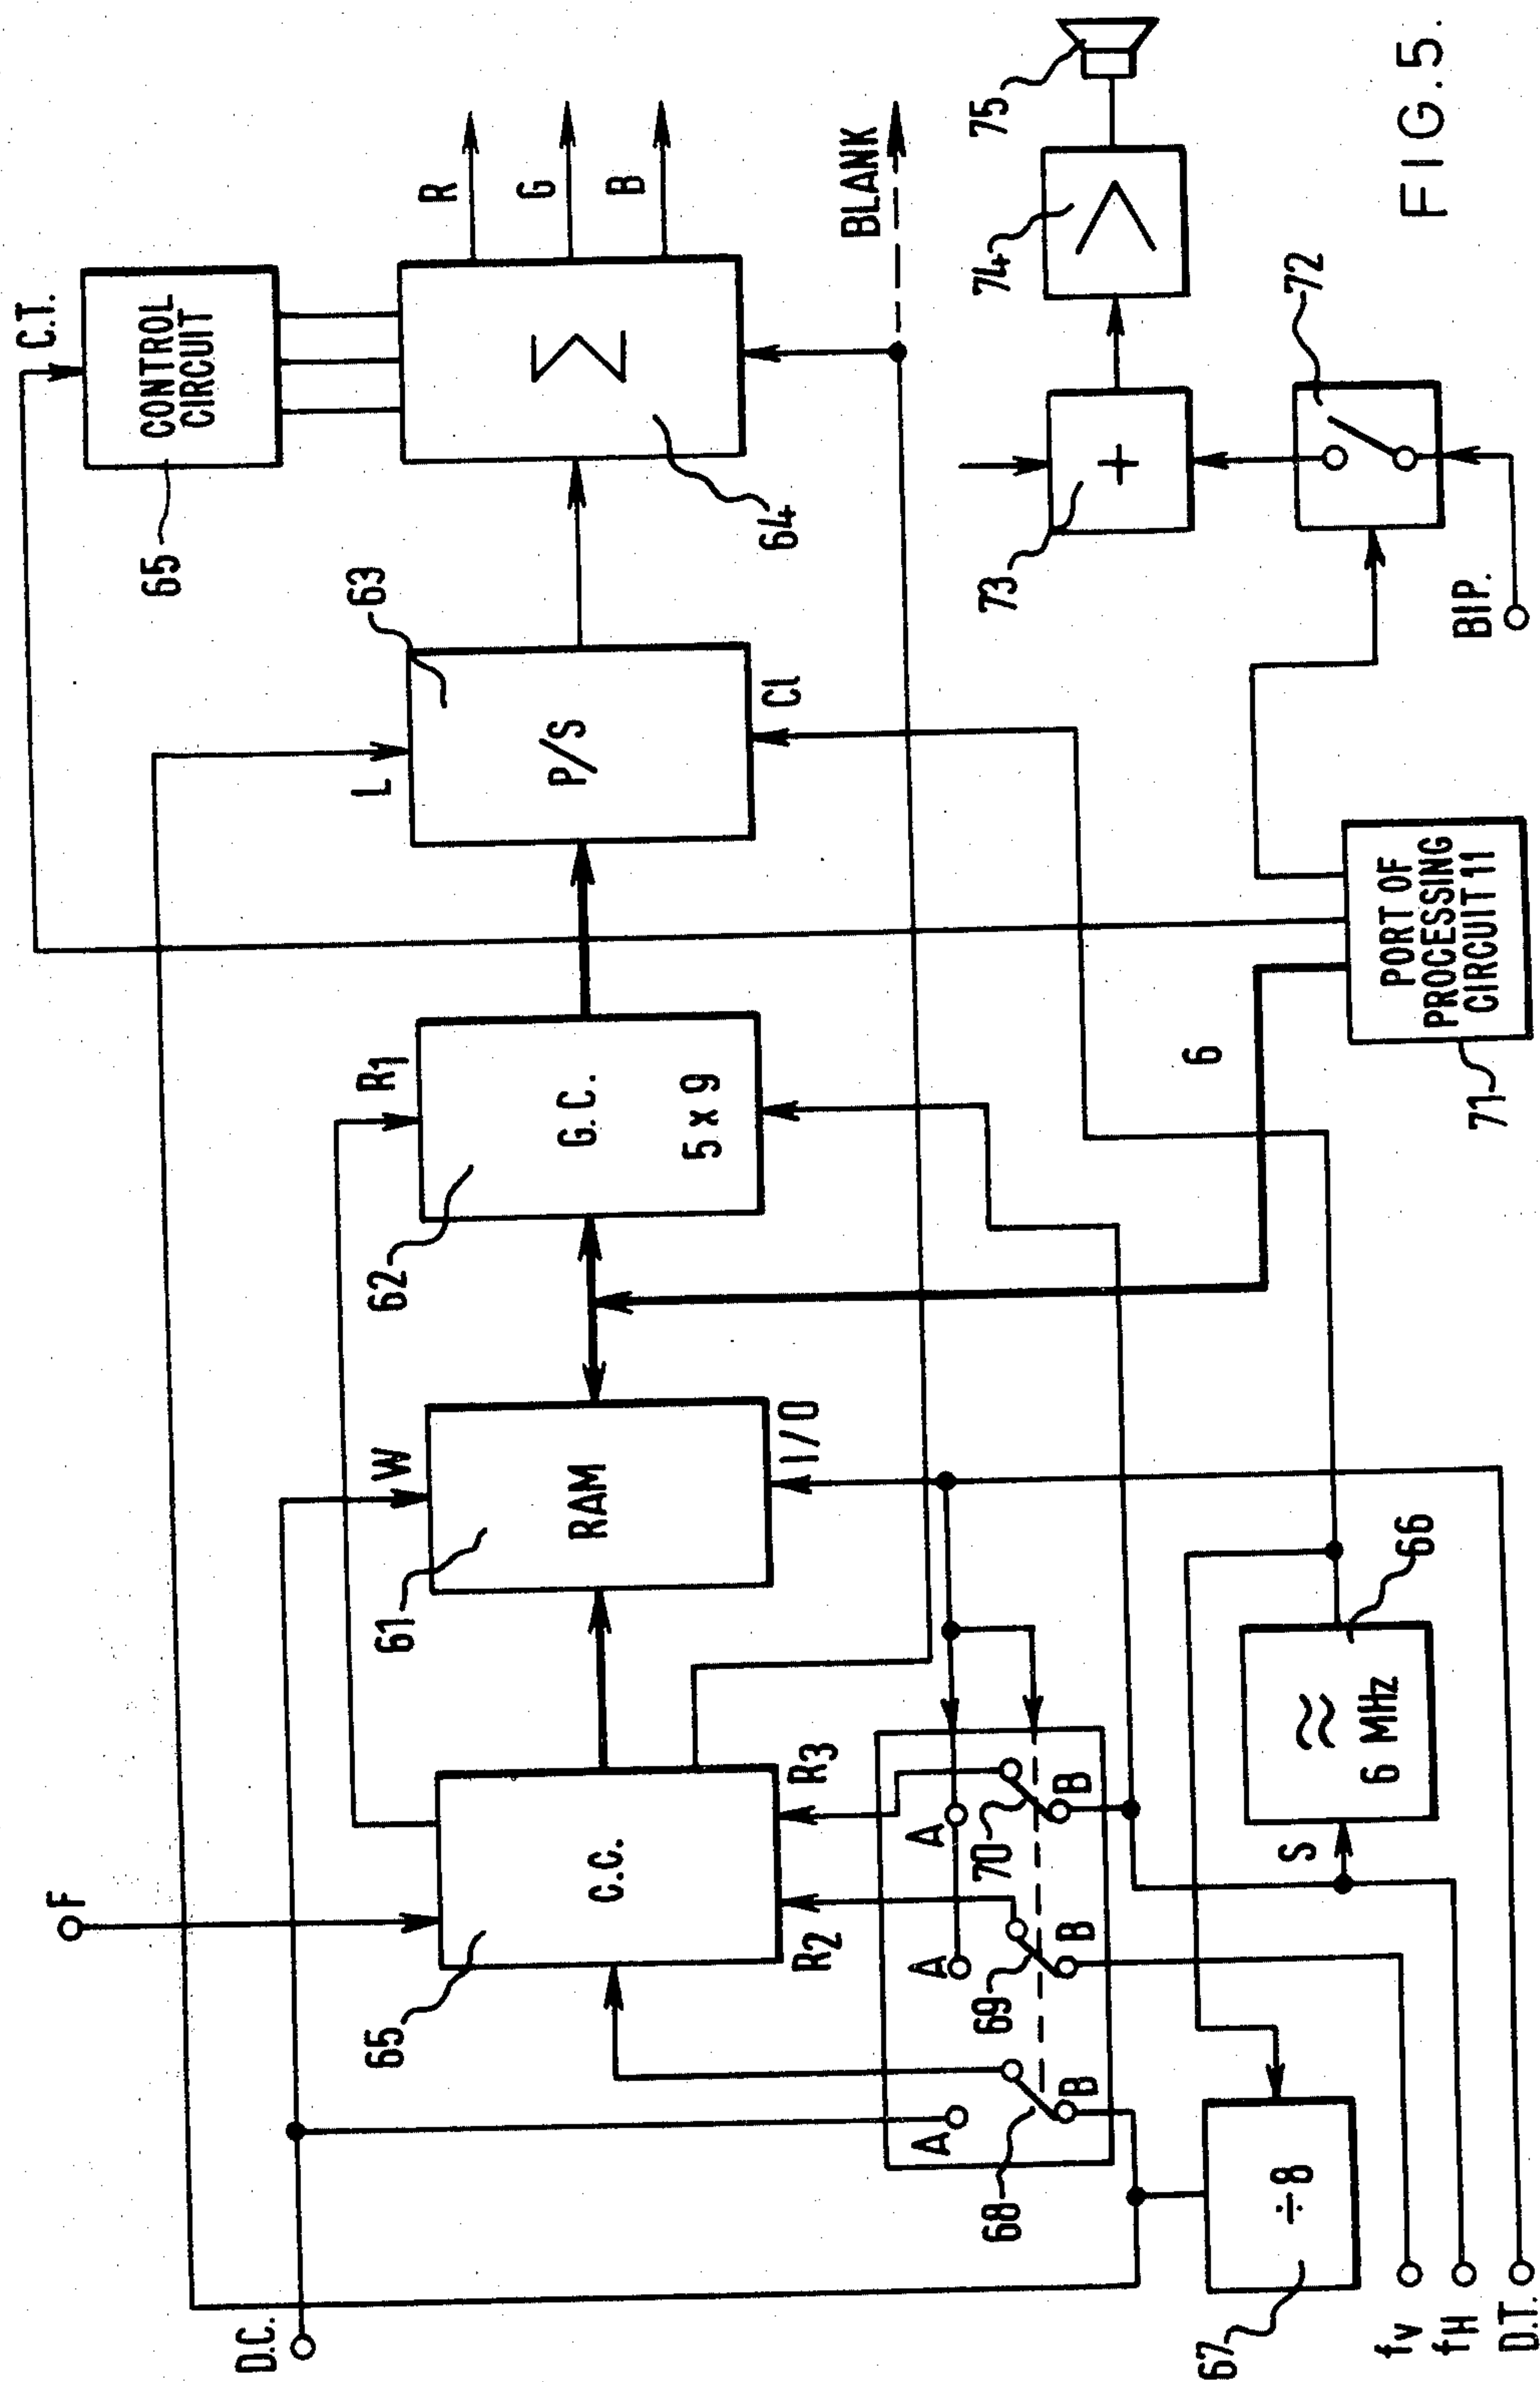 C.T.
CONTROL
CIRCUIT
65
R
G
B
Σ
64
BLANK
63
L
P/S
Cl
R1
G.C.
5 x 9
62
W
RAM
I/O
61
F
C.C.
65
R2
R3
D.C.
A
A
A
68
69
70
B
B
B
6
PORT OF
PROCESSING
CIRCUIT 11
71
72
73
+
74
75
BIP.
S
≈
6 MHz
66
÷8
67
fV
fH
D.T.
FIG. 5.